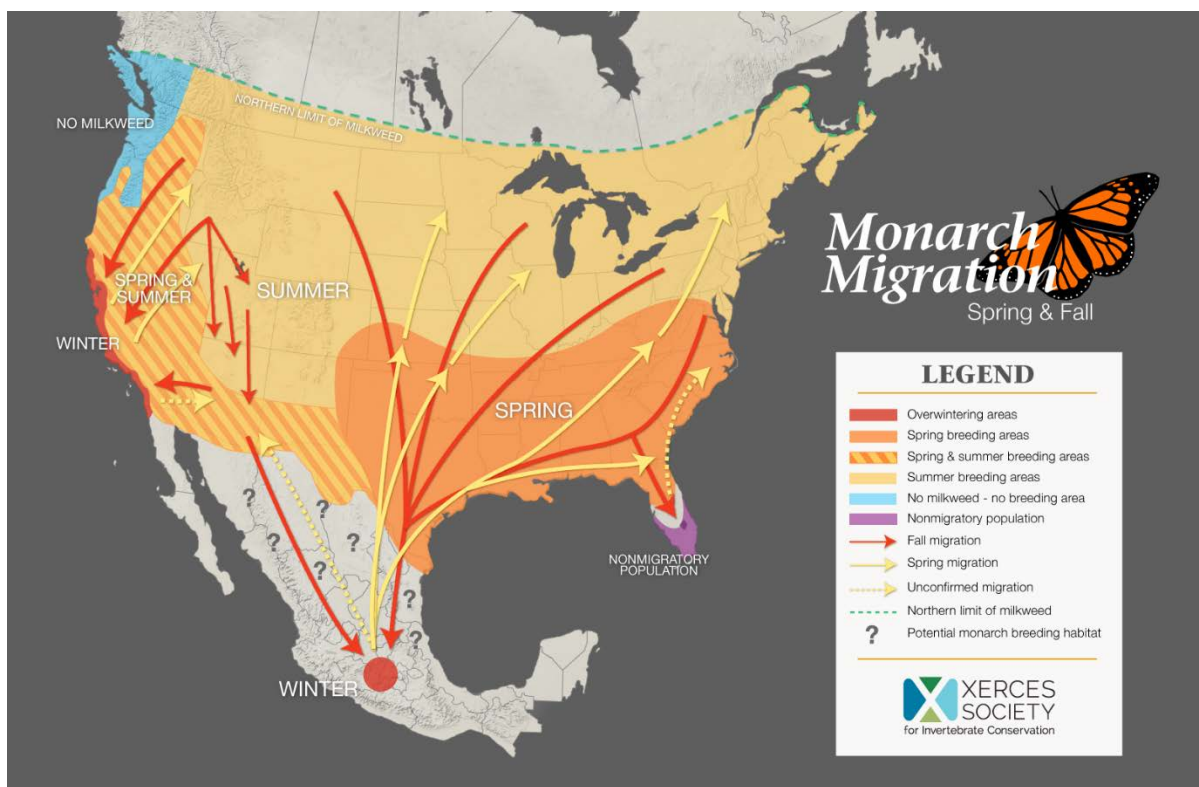 NO MILKWEED
NORTHERN LIMIT OF MILKWEED
SPRING &
SUMMER
SUMMER
WINTER
SPRING
?
?
?
?
?
?
?
NONMIGRATORY
POPULATION
WINTER
Monarch
Migration
Spring & Fall
LEGEND
Overwintering areas
Spring breeding areas
Spring & summer breeding areas
Summer breeding areas
No milkweed - no breeding area
Nonmigratory population
Fall migration
Spring migration
Unconfirmed migration
Northern limit of milkweed
? Potential monarch breeding habitat
XERCES
SOCIETY
for Invertebrate Conservation